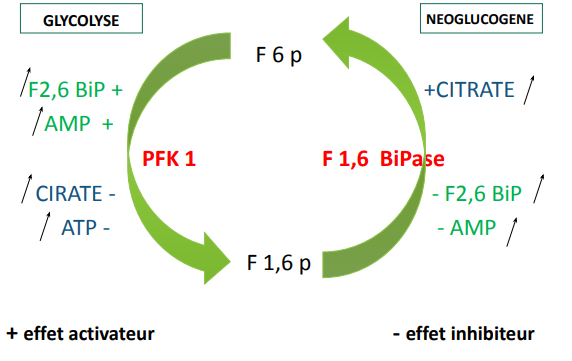 GLYCOLYSE
NEOGLUCOGENE
F 6 p
F2,6 BiP +
AMP +
+CITRATE
PFK 1
F 1,6 BiPase
CIRATE -
ATP -
- F2,6 BiP
- AMP
F 1,6 p
+ effet activateur
- effet inhibiteur